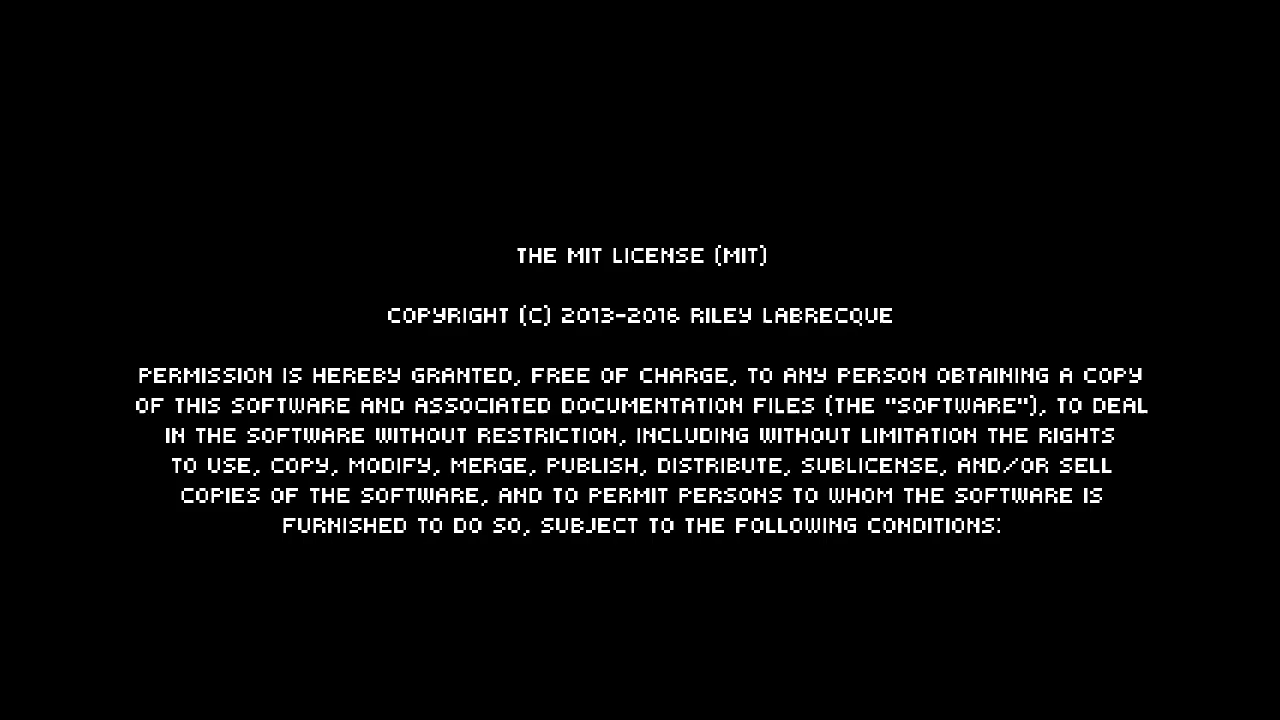 THE MIT LICENSE (MIT)
COPYRIGHT (C) 2013-2016 RILEY LABRECQUE
PERMISSION IS HEREBY GRANTED, FREE OF CHARGE, TO ANY PERSON OBTAINING A COPY
OF THIS SOFTWARE AND ASSOCIATED DOCUMENTATION FILES (THE "SOFTWARE"), TO DEAL
IN THE SOFTWARE WITHOUT RESTRICTION, INCLUDING WITHOUT LIMITATION THE RIGHTS
TO USE, COPY, MODIFY, MERGE, PUBLISH, DISTRIBUTE, SUBLICENSE, AND/OR SELL
COPIES OF THE SOFTWARE, AND TO PERMIT PERSONS TO WHOM THE SOFTWARE IS
FURNISHED TO DO SO, SUBJECT TO THE FOLLOWING CONDITIONS: